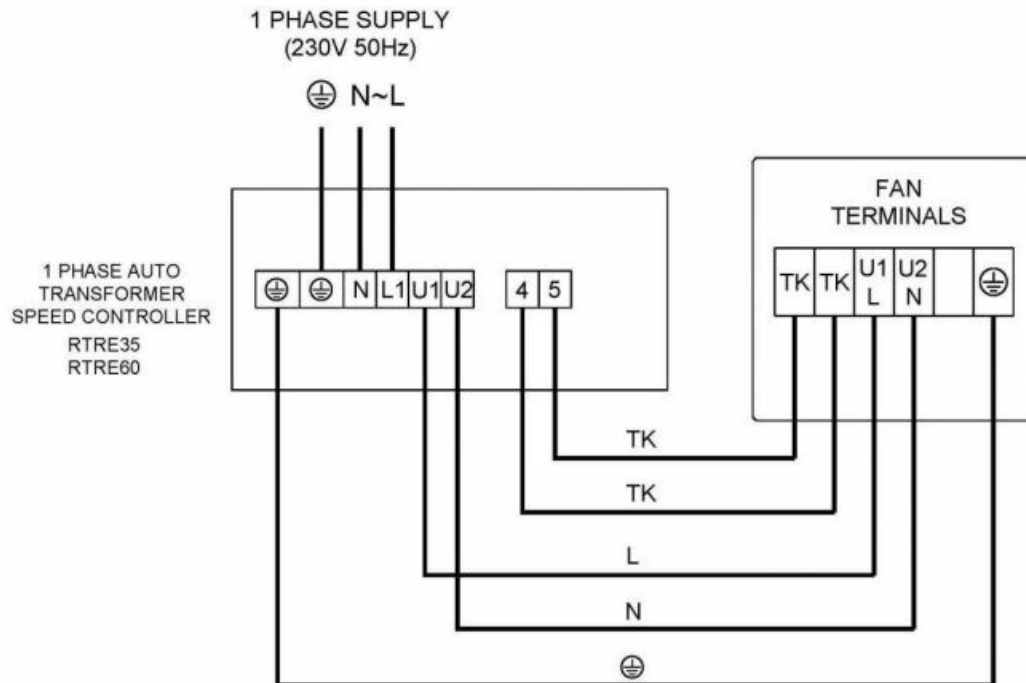 1 PHASE SUPPLY
(230V 50Hz)
⏚ N~L
1 PHASE AUTO
TRANSFORMER
SPEED CONTROLLER
RTRE35
RTRE60
⏚ ⏚ N L1 U1 U2 4 5
FAN
TERMINALS
TK TK U1 U2 ⏚
L N
TK
TK
L
N
⏚